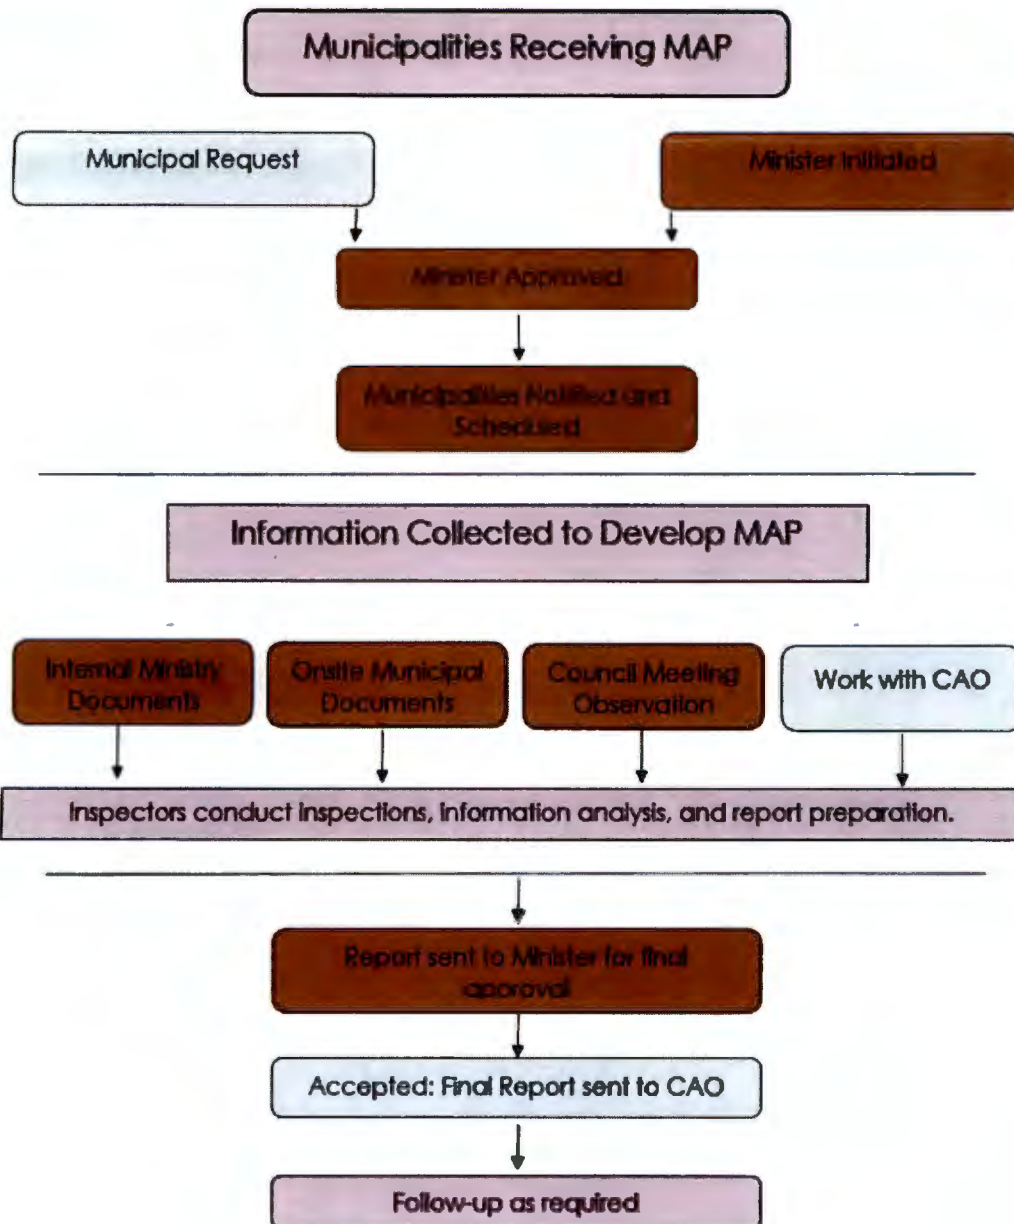 Municipalities Receiving MAP
Municipal Request
Minister Initiated
Minister Approved
Municipalities Notified and
Scheduled
Information Collected to Develop MAP
Internal Ministry
Documents
Onsite Municipal
Documents
Council Meeting
Observation
Work with CAO
Inspectors conduct inspections, information analysis, and report preparation.
Report sent to Minister for final
aporoval
Accepted: Final Report sent to CAO
Follow-up as required